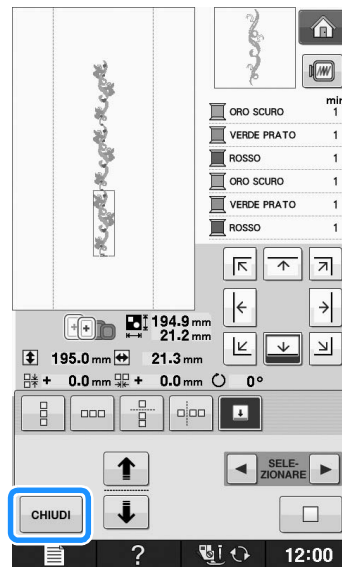 min
ORO SCURO 1
VERDE PRATO 1
ROSSO 1
ORO SCURO 1
VERDE PRATO 1
ROSSO 1
194.9 mm
21.2 mm
195.0 mm 21.3 mm
+ 0.0 mm + 0.0 mm 0°
SELE-
ZIONARE
CHIUDI
? 12:00